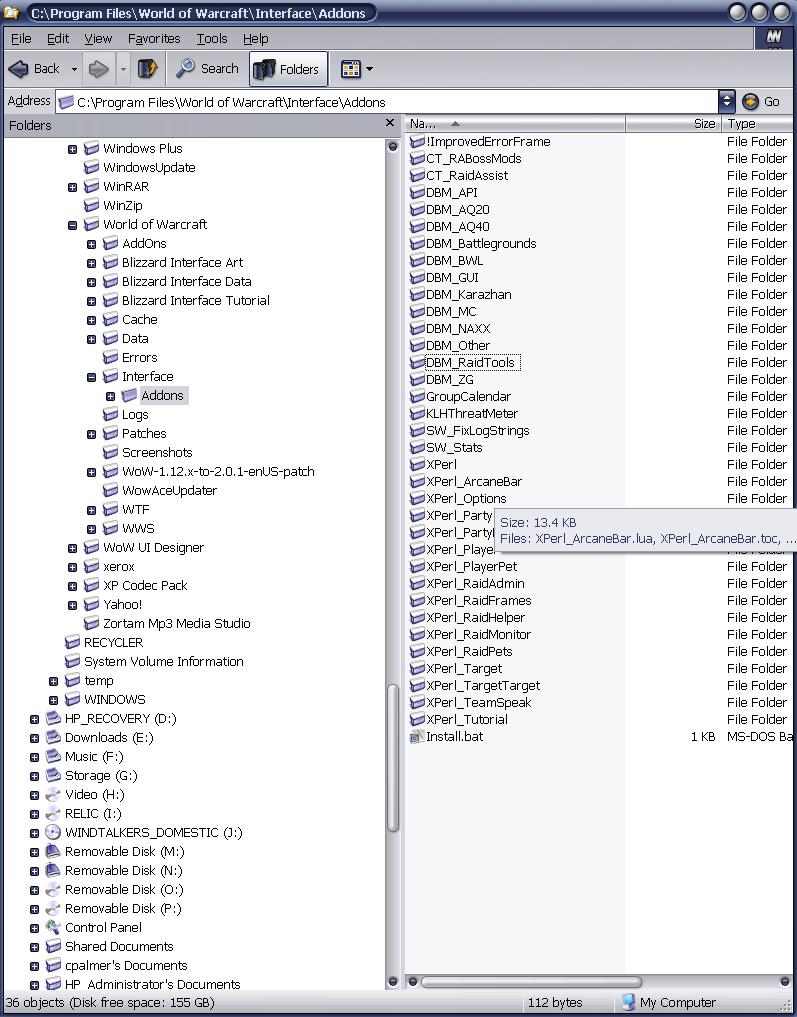 C:\Program Files\World of Warcraft\Interface\Addons
File Edit View Favorites Tools Help
Back Search Folders
Address C:\Program Files\World of Warcraft\Interface\Addons Go
Folders
Windows Plus
WindowsUpdate
WinRAR
WinZip
World of Warcraft
AddOns
Blizzard Interface Art
Blizzard Interface Data
Blizzard Interface Tutorial
Cache
Data
Errors
Interface
Addons
Logs
Patches
Screenshots
WoW-1.12.x-to-2.0.1-enUS-patch
WowAceUpdater
WTF
WWS
WoW UI Designer
xerox
XP Codec Pack
Yahoo!
Zortam Mp3 Media Studio
RECYCLER
System Volume Information
temp
WINDOWS
HP_RECOVERY (D:)
Downloads (E:)
Music (F:)
Storage (G:)
Video (H:)
RELIC (I:)
WINDTALKERS_DOMESTIC (J:)
Removable Disk (M:)
Removable Disk (N:)
Removable Disk (O:)
Removable Disk (P:)
Control Panel
Shared Documents
cpalmer's Documents
HP_Administrator's Documents
Na... Size Type
!ImprovedErrorFrame File Folder
CT_RABossMods File Folder
CT_RaidAssist File Folder
DBM_API File Folder
DBM_AQ20 File Folder
DBM_AQ40 File Folder
DBM_Battlegrounds File Folder
DBM_BWL File Folder
DBM_GUI File Folder
DBM_Karazhan File Folder
DBM_MC File Folder
DBM_NAXX File Folder
DBM_Other File Folder
DBM_RaidTools File Folder
DBM_ZG File Folder
GroupCalendar File Folder
KLHThreatMeter File Folder
SW_FixLogStrings File Folder
SW_Stats File Folder
XPerl File Folder
XPerl_ArcaneBar File Folder
XPerl_Options File Folder
XPerl_Party
Size: 13.4 KB
XPerl_Party
Files: XPerl_ArcaneBar.lua, XPerl_ArcaneBar.toc, ...
XPerl_Player
XPerl_PlayerPet File Folder
XPerl_RaidAdmin File Folder
XPerl_RaidFrames File Folder
XPerl_RaidHelper File Folder
XPerl_RaidMonitor File Folder
XPerl_RaidPets File Folder
XPerl_Target File Folder
XPerl_TargetTarget File Folder
XPerl_TeamSpeak File Folder
XPerl_Tutorial File Folder
Install.bat 1 KB MS-DOS Ba
36 objects (Disk free space: 155 GB) 112 bytes My Computer